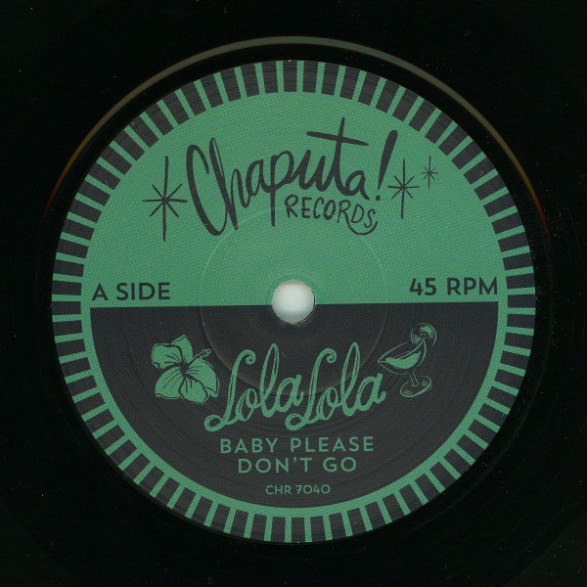 Chaputa!
RECORDS
A SIDE
45 RPM
Lola Lola
BABY PLEASE
DON'T GO
CHR 7040